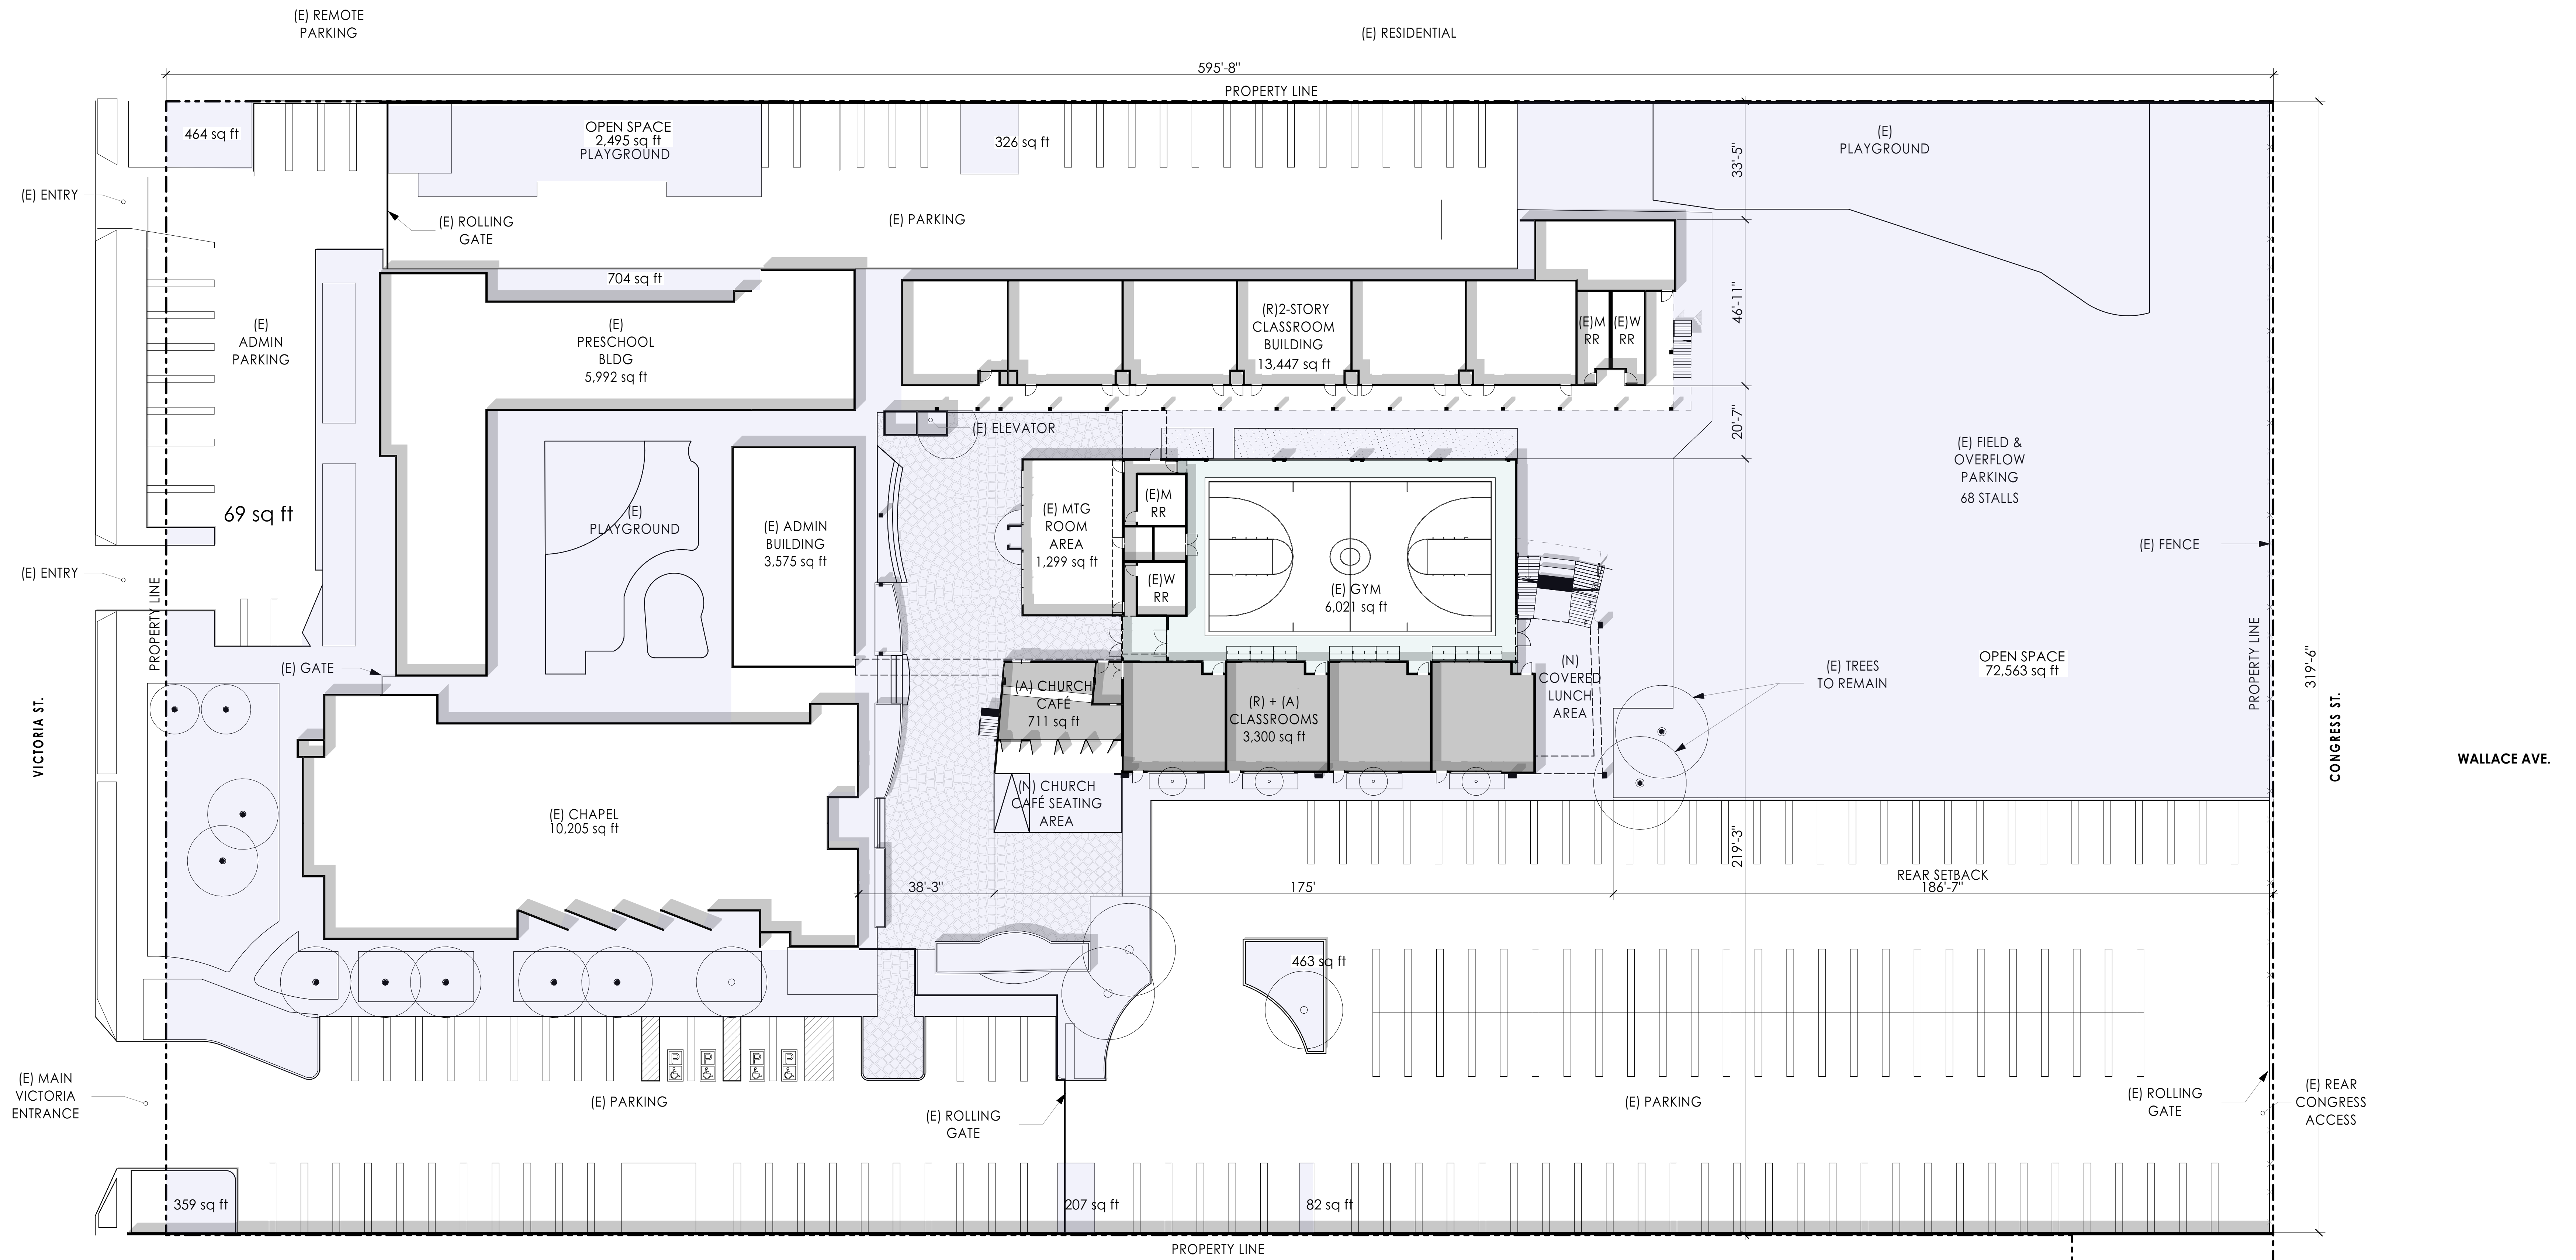 (E) REMOTE
PARKING
(E) RESIDENTIAL
595'-8"
PROPERTY LINE
464 sq ft
OPEN SPACE
2,495 sq ft
PLAYGROUND
326 sq ft
(E)
PLAYGROUND
33'-5"
(E) ENTRY
(E) ROLLING
GATE
(E) PARKING
704 sq ft
(E)
ADMIN
PARKING
(E)
PRESCHOOL
BLDG
5,992 sq ft
(R)2-STORY
CLASSROOM
BUILDING
13,447 sq ft
(E)M
RR
(E)W
RR
46'-11"
(E) ELEVATOR
20'-7"
(E) FIELD &
OVERFLOW
PARKING
68 STALLS
69 sq ft
(E)
PLAYGROUND
(E) ADMIN
BUILDING
3,575 sq ft
(E) MTG
ROOM
AREA
1,299 sq ft
(E)M
RR
(E)W
RR
(E) GYM
6,021 sq ft
(E) FENCE
(E) ENTRY
PROPERTY LINE
PROPERTY LINE
(E) GATE
(A) CHURCH
CAFÉ
711 sq ft
(R) + (A)
CLASSROOMS
3,300 sq ft
(N)
COVERED
LUNCH
AREA
(E) TREES
TO REMAIN
OPEN SPACE
72,563 sq ft
319'-6"
VICTORIA ST.
CONGRESS ST.
WALLACE AVE.
(E) CHAPEL
10,205 sq ft
(N) CHURCH
CAFÉ SEATING
AREA
219'-3"
REAR SETBACK
38'-3"
175'
186'-7"
463 sq ft
P
P
P
P
(E) MAIN
VICTORIA
ENTRANCE
(E) PARKING
(E) ROLLING
GATE
(E) PARKING
(E) ROLLING
GATE
(E) REAR
CONGRESS
ACCESS
359 sq ft
207 sq ft
82 sq ft
PROPERTY LINE